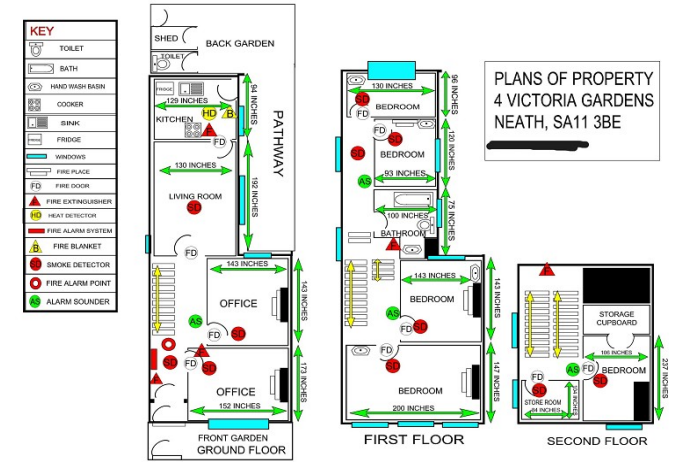 KEY
TOILET
BATH
HAND WASH BASIN
COOKER
SINK
FRIDGE
FRIDGE
WINDOWS
FIRE PLACE
FD
FIRE DOOR
F
FIRE EXTINGUISHER
HD
HEAT DETECTOR
FIRE ALARM SYSTEM
B
FIRE BLANKET
SD
SMOKE DETECTOR
FIRE ALARM POINT
AS
ALARM SOUNDER
SHED
TOILET
BACK GARDEN
PATHWAY
FRIDGE
129 INCHES
94 INCHES
HD
B
KITCHEN
F
FD
130 INCHES
192 INCHES
LIVING ROOM
SD
FD
143 INCHES
143 INCHES
OFFICE
AS
FD
SD
SD
FD
F
SD
F
173 INCHES
OFFICE
152 INCHES
FRONT GARDEN
GROUND FLOOR
130 INCHES
96 INCHES
SD
BEDROOM
FD
FD
SD
SD
120 INCHES
BEDROOM
AS
93 INCHES
100 INCHES
75 INCHES
BATHROOM
F
143 INCHES
143 INCHES
BEDROOM
AS
FD
SD
FD
SD
147 INCHES
BEDROOM
200 INCHES
FIRST FLOOR
PLANS OF PROPERTY
4 VICTORIA GARDENS
NEATH, SA11 3BE
F
STORAGE
CUPBOARD
237 INCHES
FD
AS
FD
BEDROOM
SD
SD
STORE ROOM
84 INCHES
SECOND FLOOR